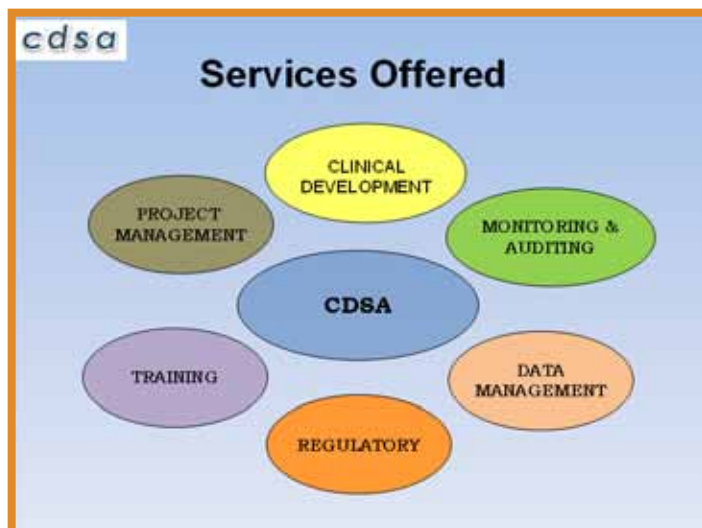 cdsa
Services Offered
CLINICAL
DEVELOPMENT
PROJECT
MANAGEMENT
MONITORING &
AUDITING
CDSA
TRAINING
DATA
MANAGEMENT
REGULATORY